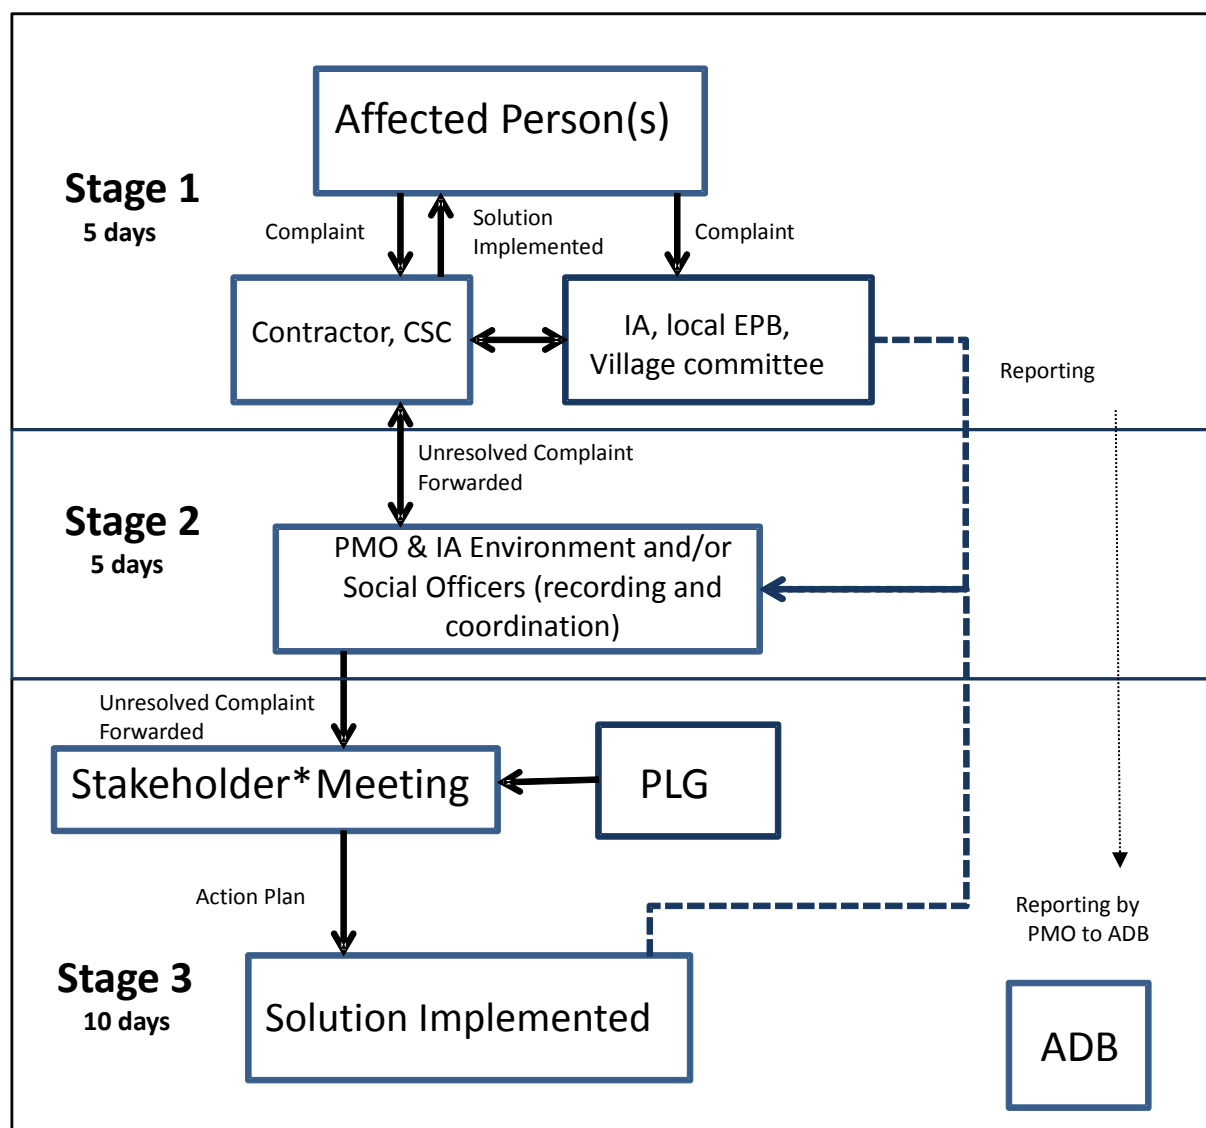 Affected Person(s)
Stage 1
5 days
Complaint
Solution
Implemented
Complaint
Contractor, CSC
IA, local EPB,
Village committee
Reporting
Unresolved Complaint
Forwarded
Stage 2
5 days
PMO & IA Environment and/or
Social Officers (recording and
coordination)
Unresolved Complaint
Forwarded
Stakeholder* Meeting
PLG
Action Plan
Reporting by
PMO to ADB
Stage 3
10 days
Solution Implemented
ADB